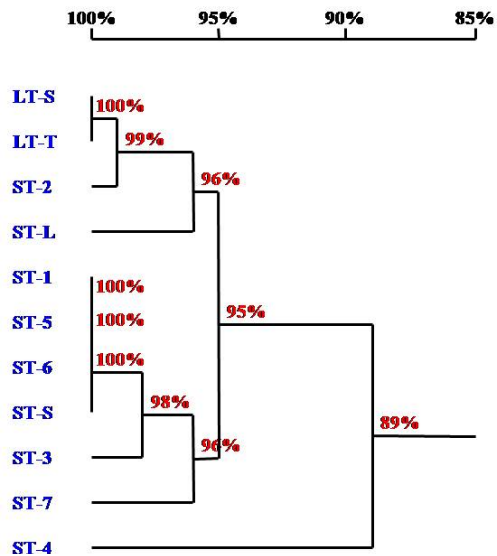 100% 95% 90% 85%
LT-S
100%
LT-T
99%
ST-2
96%
ST-L
ST-1
100%
ST-5
100%
95%
ST-6
100%
ST-S
98%
89%
ST-3
96%
ST-7
ST-4